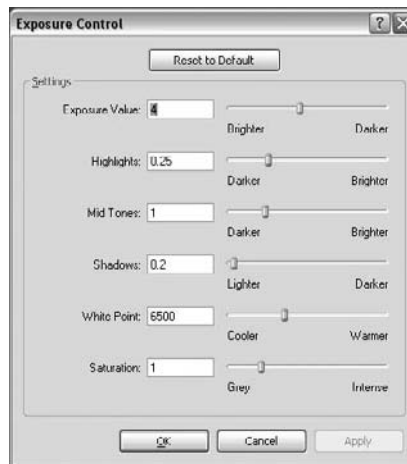 Exposure Control
Reset to Default
Settings
Exposure Value: 4
Brighter Darker
Highlights: 0.25
Darker Brighter
Mid Tones: 1
Darker Brighter
Shadows: 0.2
Lighter Darker
White Point: 6500
Cooler Warmer
Saturation: 1
Grey Intense
OK Cancel Apply